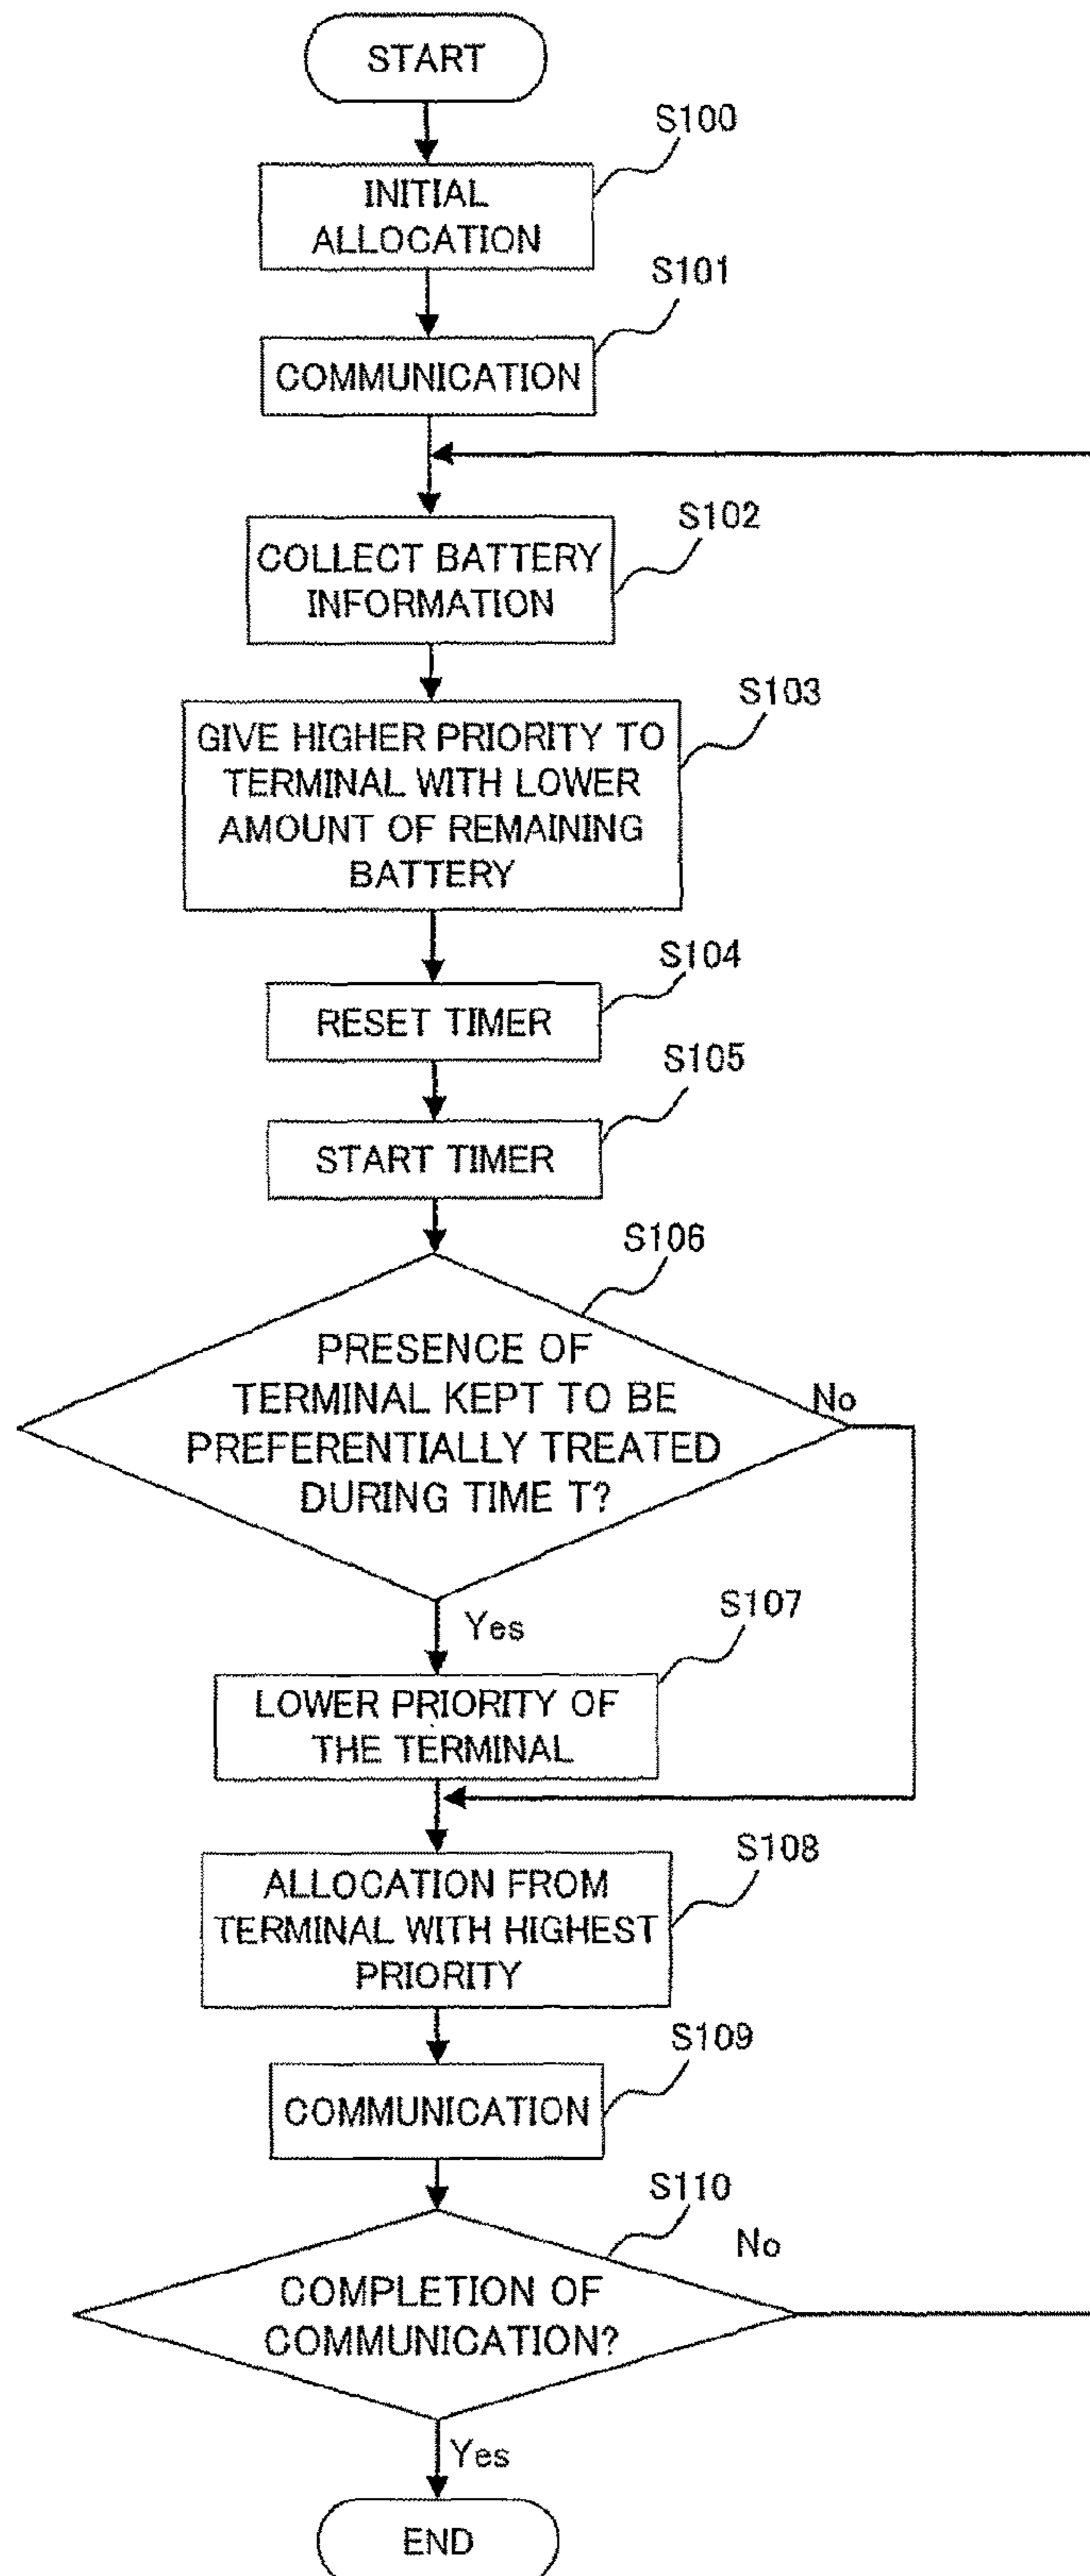 START
S100
INITIAL
ALLOCATION
S101
COMMUNICATION
S102
COLLECT BATTERY
INFORMATION
S103
GIVE HIGHER PRIORITY TO
TERMINAL WITH LOWER
AMOUNT OF REMAINING
BATTERY
S104
RESET TIMER
S105
START TIMER
S106
PRESENCE OF
TERMINAL KEPT TO BE
PREFERENTIALLY TREATED
DURING TIME T?
No
Yes
S107
LOWER PRIORITY OF
THE TERMINAL
S108
ALLOCATION FROM
TERMINAL WITH HIGHEST
PRIORITY
S109
COMMUNICATION
S110
No
COMPLETION OF
COMMUNICATION?
Yes
END